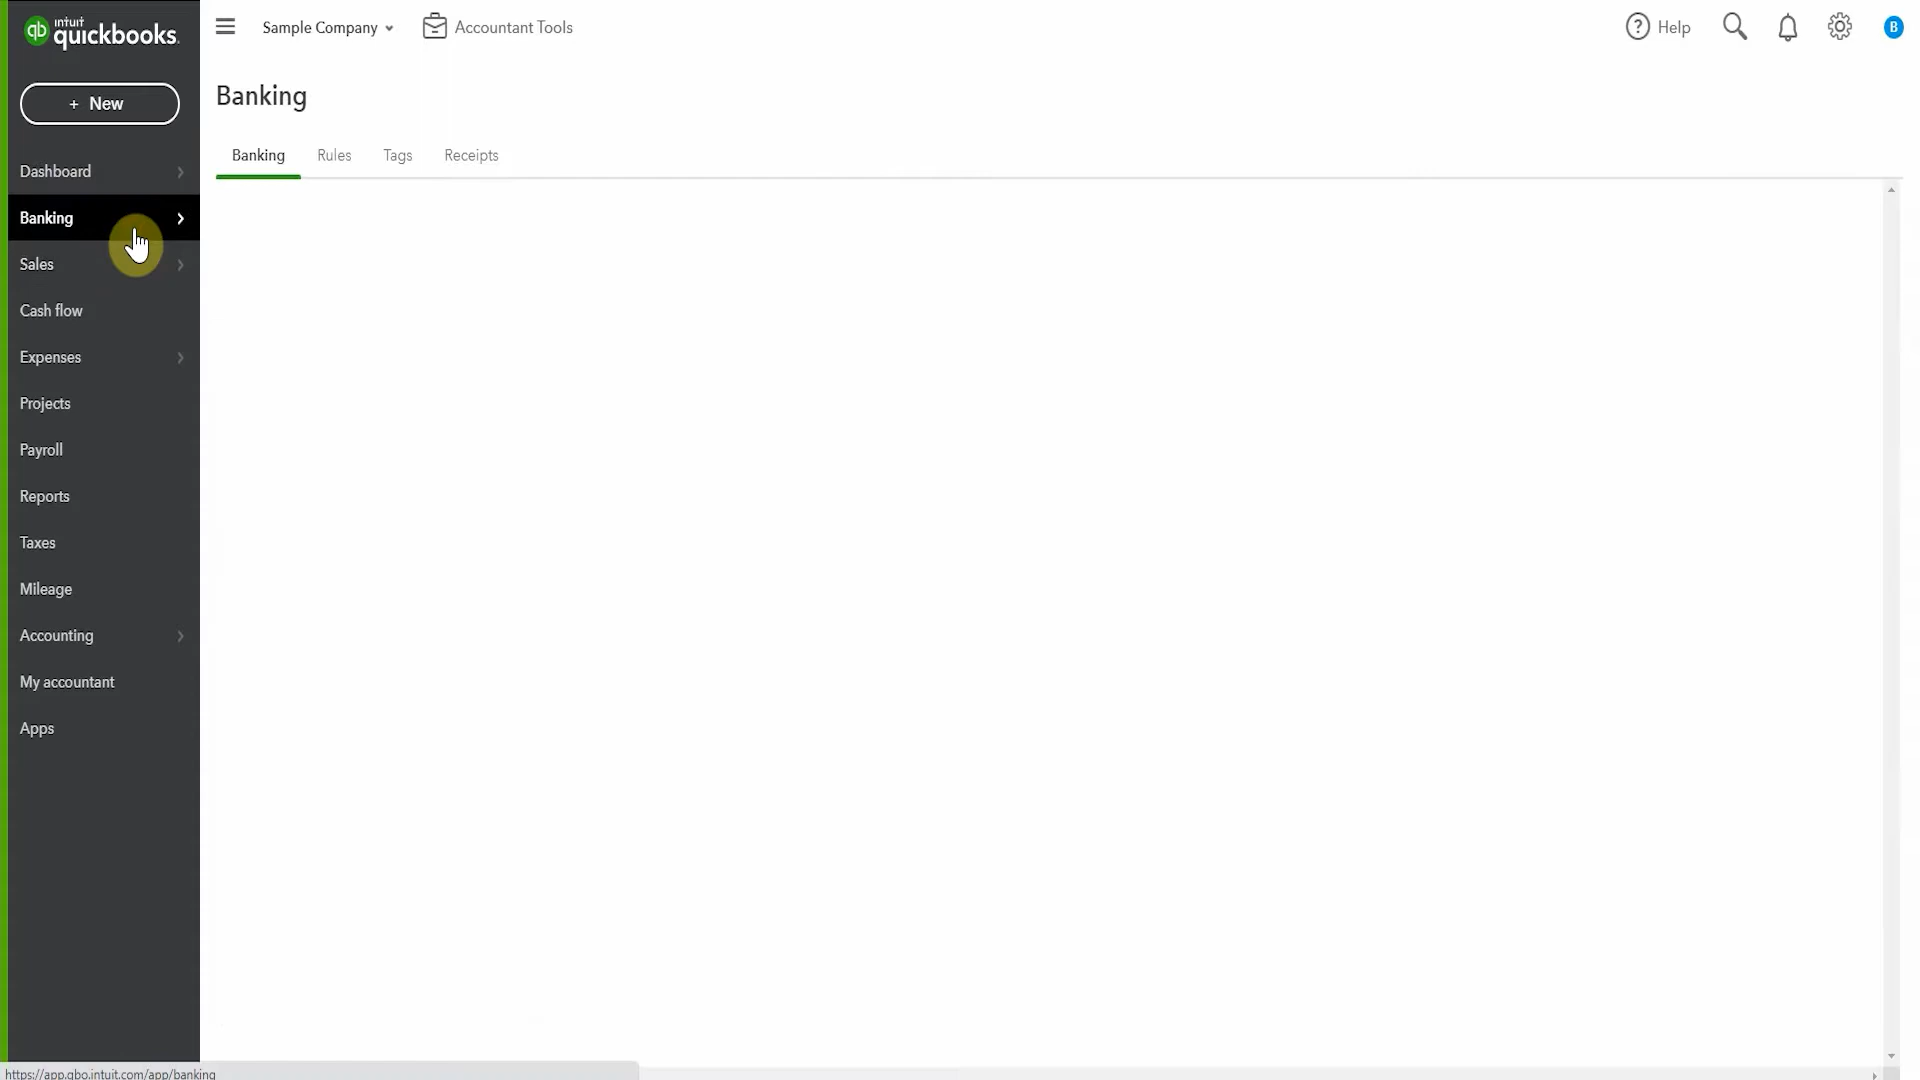 intuit
quickbooks.
+ New
Dashboard
Banking
Sales
Cash flow
Expenses
Projects
Payroll
Reports
Taxes
Mileage
Accounting
My accountant
Apps
Sample Company
Accountant Tools
Help
B
Banking
Banking Rules Tags Receipts
https://app.qbo.intuit.com/app/banking